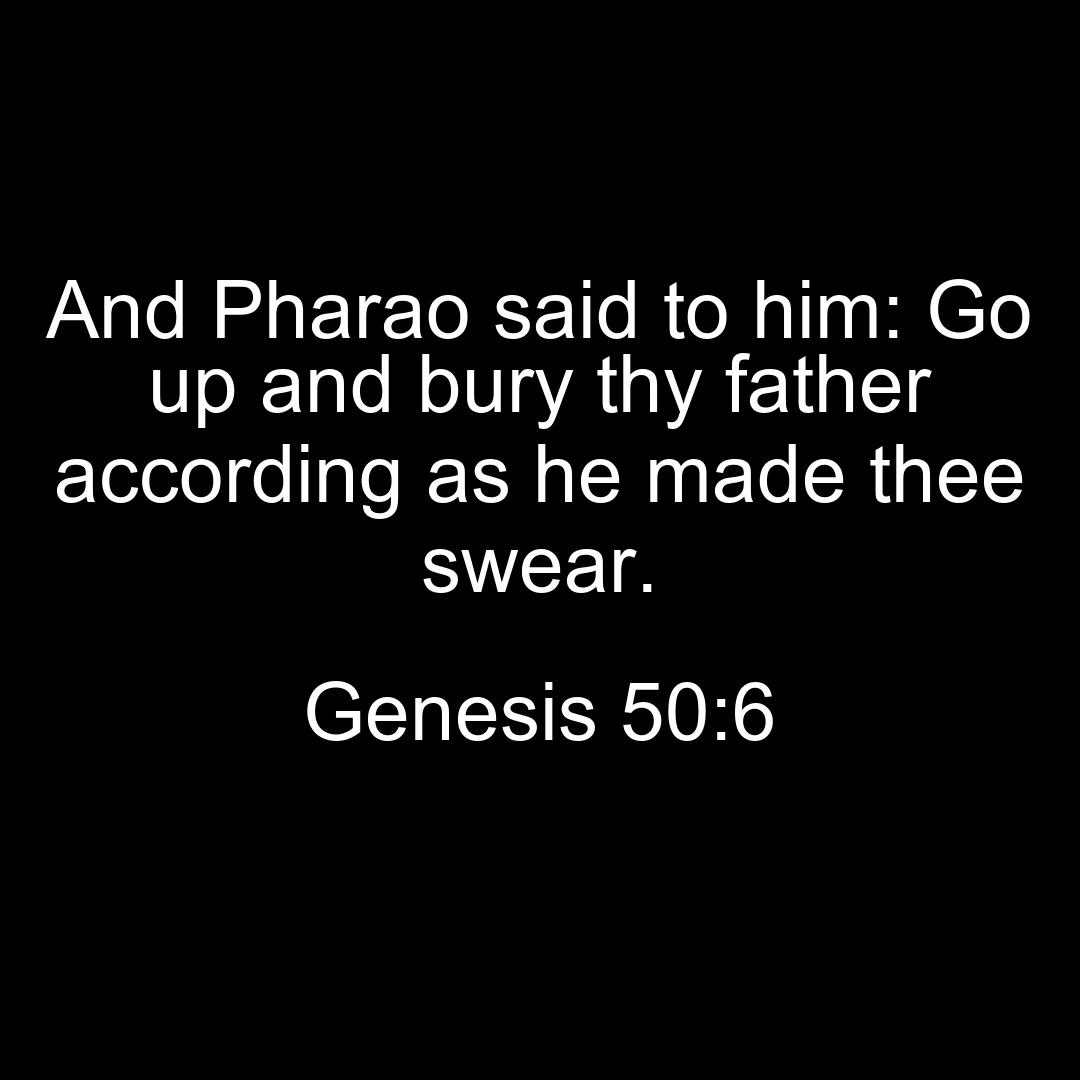 And Pharao said to him: Go
up and bury thy father
according as he made thee
swear.
Genesis 50:6